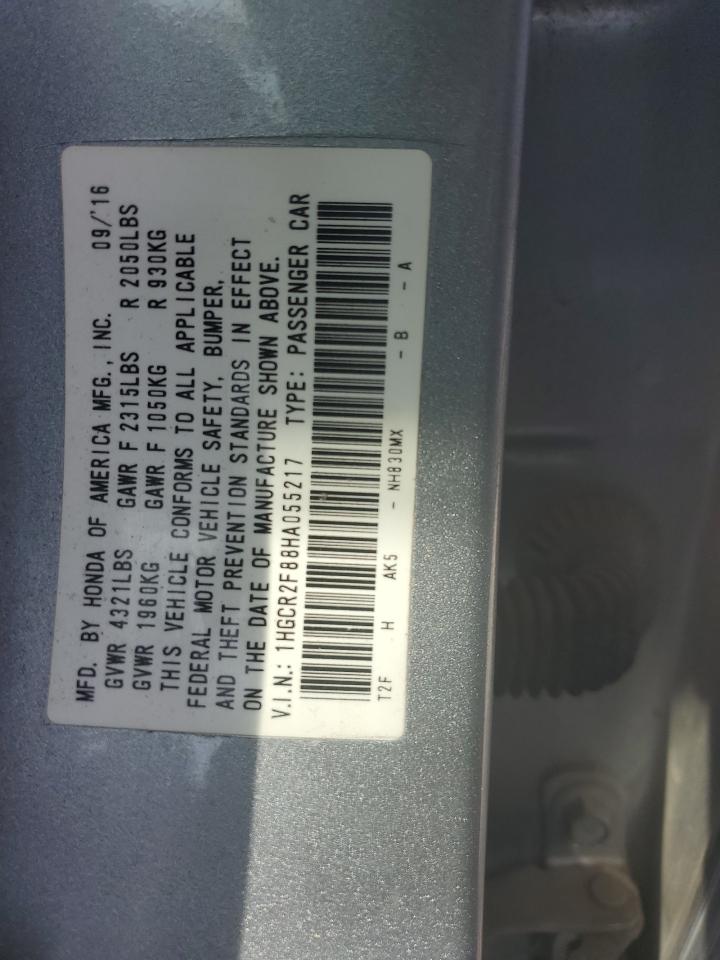 MFD. BY HONDA OF AMERICA MFG., INC. 09/'16
GVWR 4321LBS GAWR F 2315LBS R 2050LBS
GVWR 1960KG GAWR F 1050KG R 930KG
THIS VEHICLE CONFORMS TO ALL APPLICABLE
FEDERAL MOTOR VEHICLE SAFETY, BUMPER,
AND THEFT PREVENTION STANDARDS IN EFFECT
ON THE DATE OF MANUFACTURE SHOWN ABOVE.
V.I.N.: 1HGCR2F88HA055217 TYPE: PASSENGER CAR
T2F - H AK5 - NH830MX - B - A